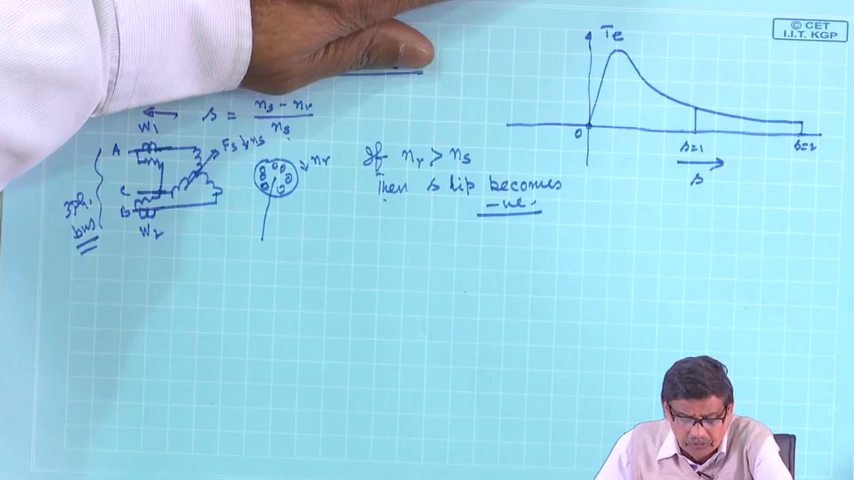 © CET
I.I.T. KGP
Te
s = (ns - nr) / ns
W1
A
Fs ns
nr
If nr > ns
C
Then slip becomes
-ve.
3ph.
bus
B
W2
0
s=1
s=2
s